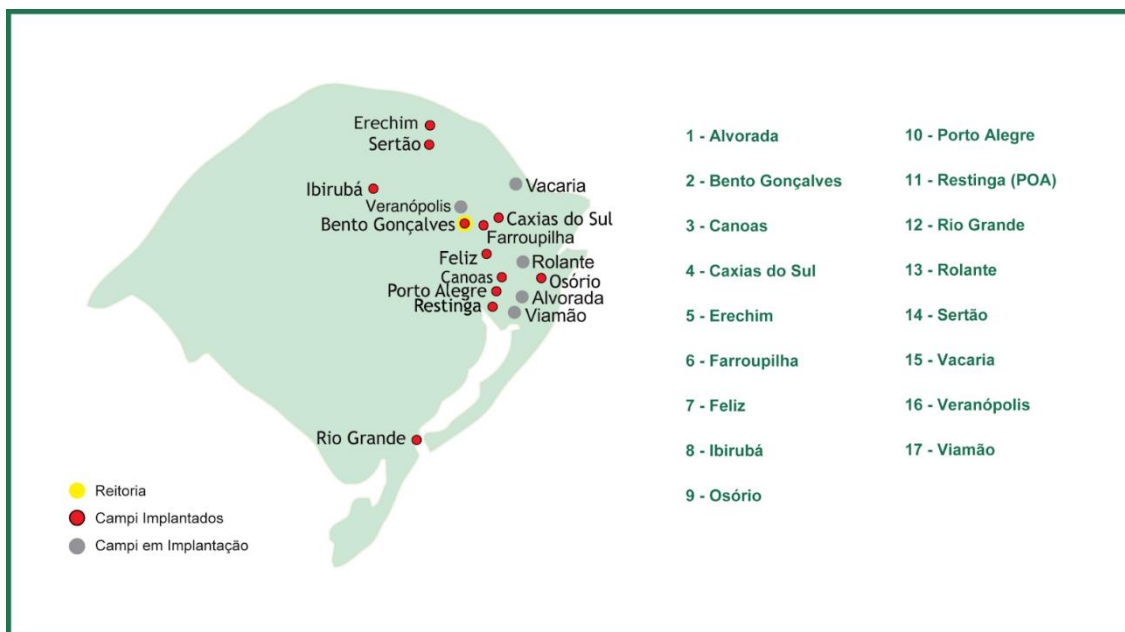 Erechim
Sertão
Ibirubá
Vacaria
Veranópolis
Bento Gonçalves
Caxias do Sul
Farroupilha
Feliz
Rolante
Canoas
Osório
Porto Alegre
Alvorada
Restinga
Viamão
Rio Grande
Reitoria
Campi Implantados
Campi em Implantação
1 - Alvorada
2 - Bento Gonçalves
3 - Canoas
4 - Caxias do Sul
5 - Erechim
6 - Farroupilha
7 - Feliz
8 - Ibirubá
9 - Osório
10 - Porto Alegre
11 - Restinga (POA)
12 - Rio Grande
13 - Rolante
14 - Sertão
15 - Vacaria
16 - Veranópolis
17 - Viamão